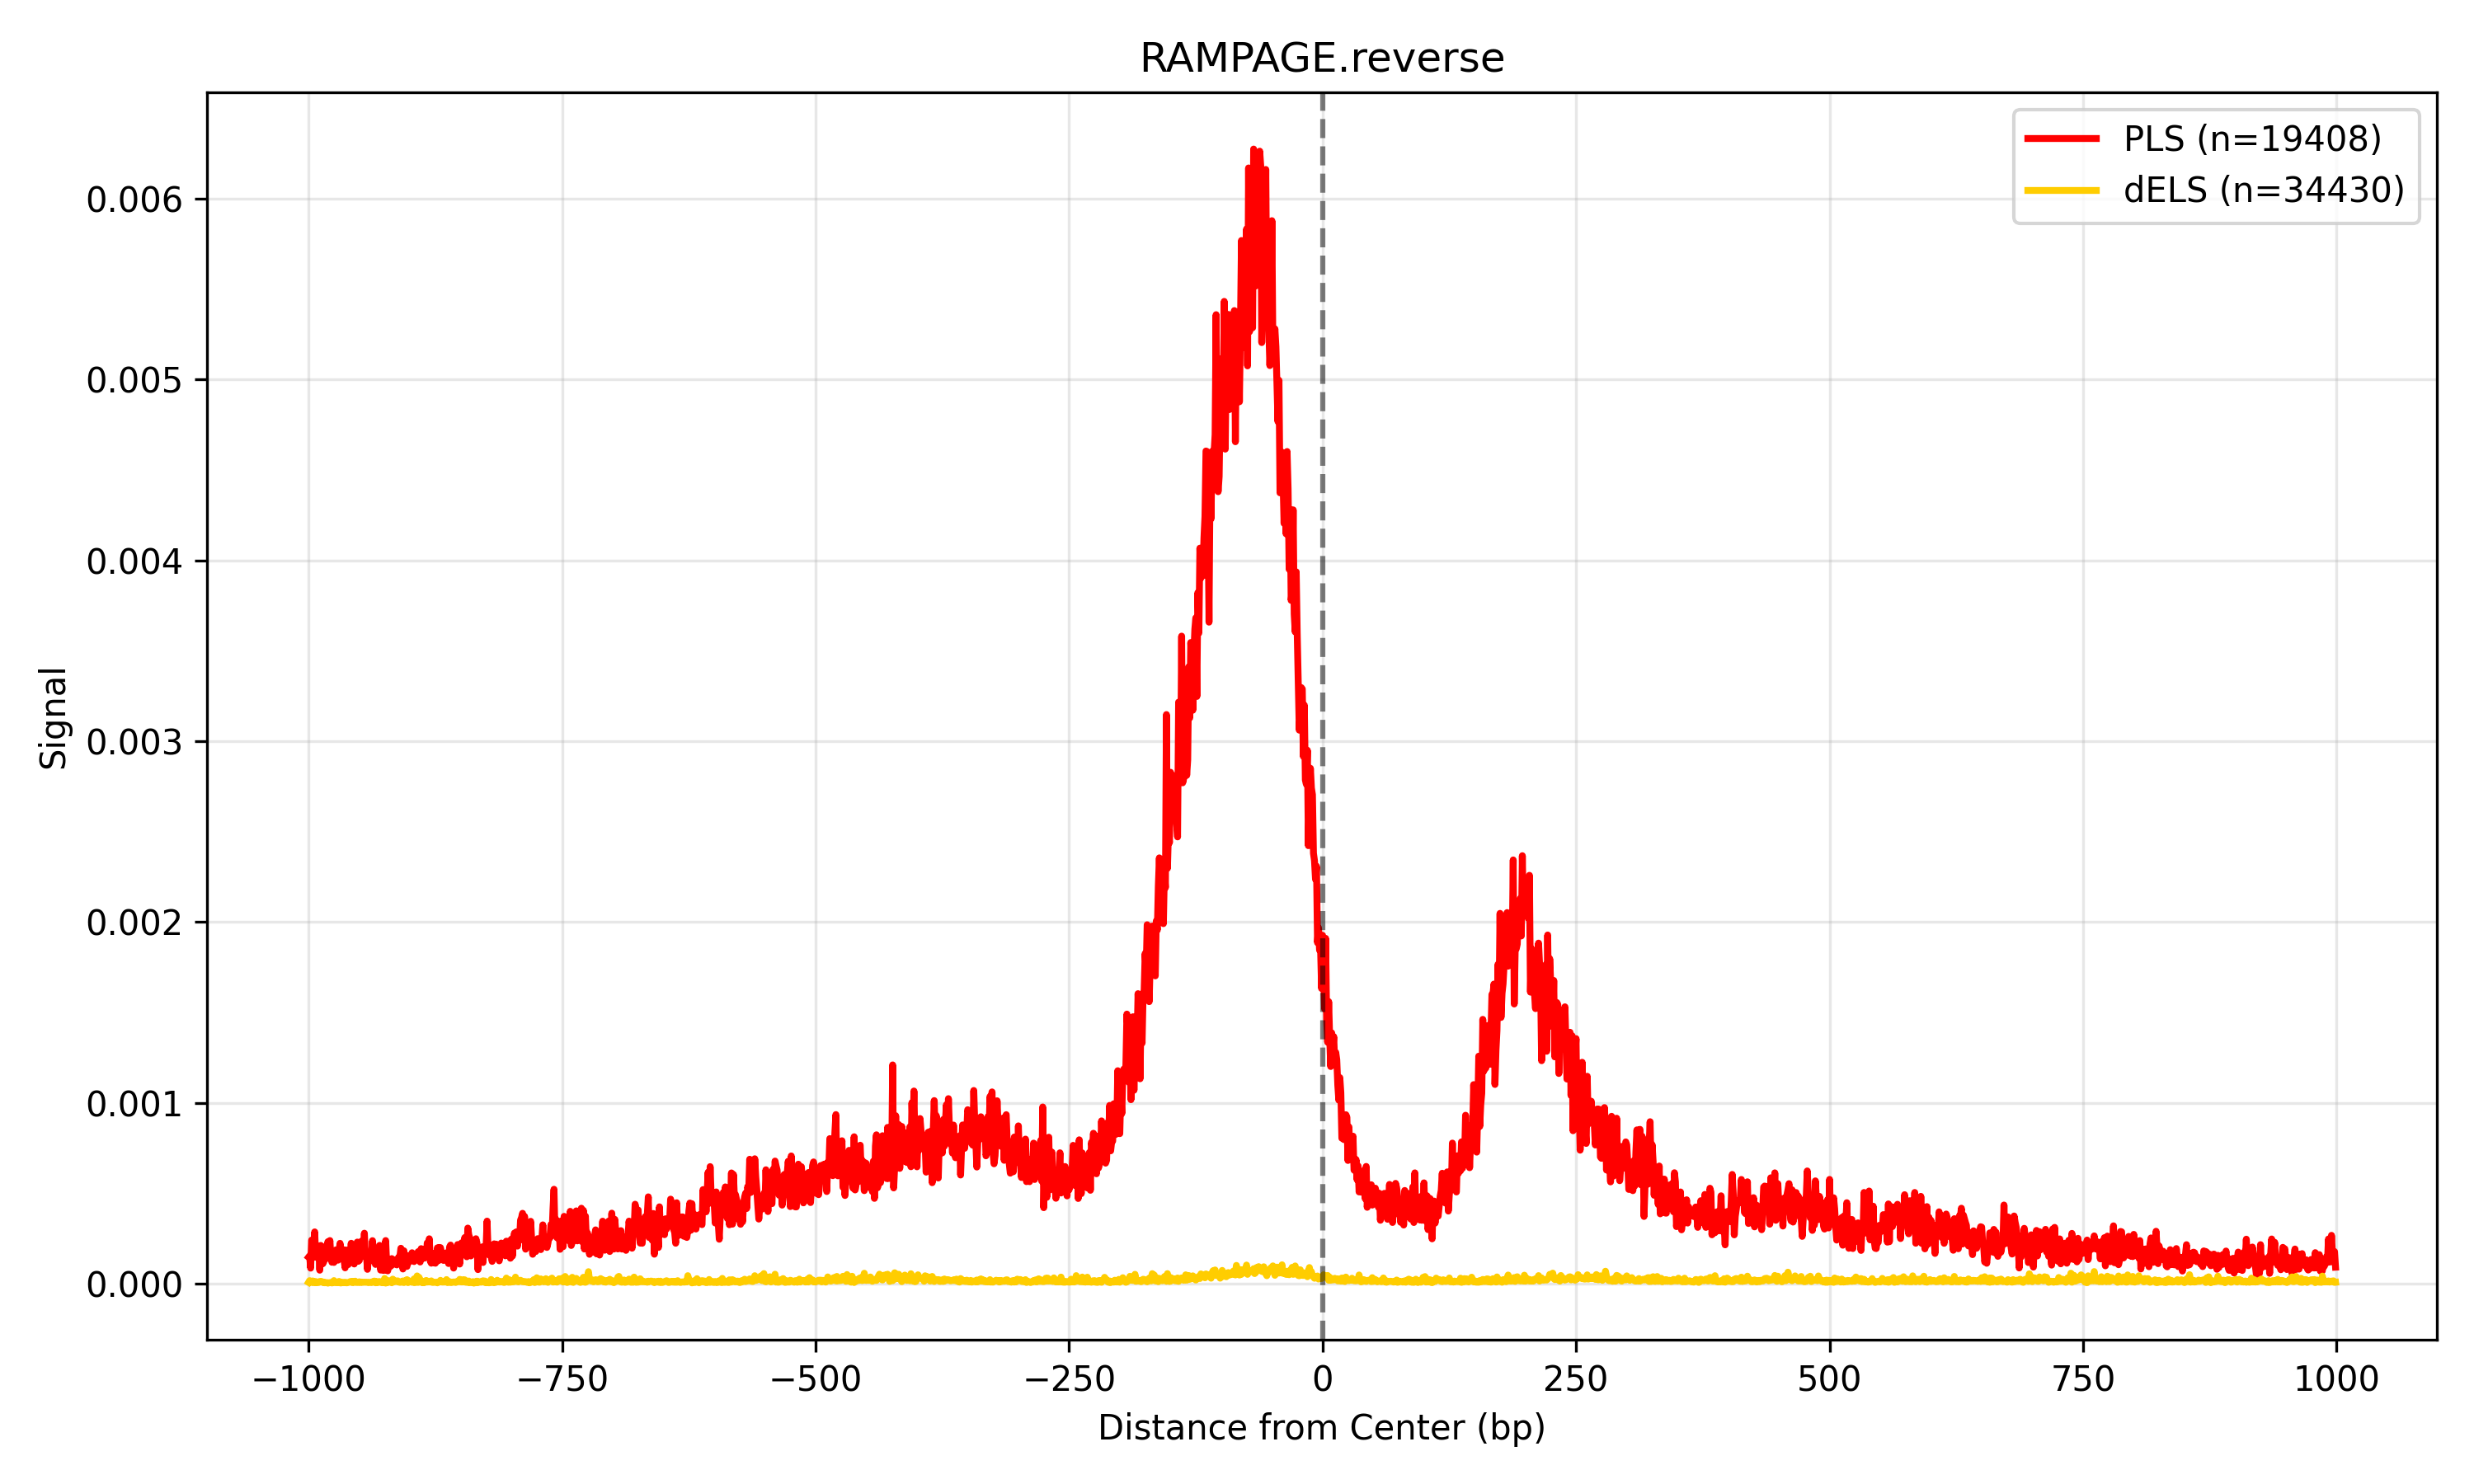 RAMPAGE.reverse
PLS (n=19408)
dELS (n=34430)
Signal
0.006
0.005
0.004
0.003
0.002
0.001
0.000
−1000 −750 −500 −250 0 250 500 750 1000
Distance from Center (bp)